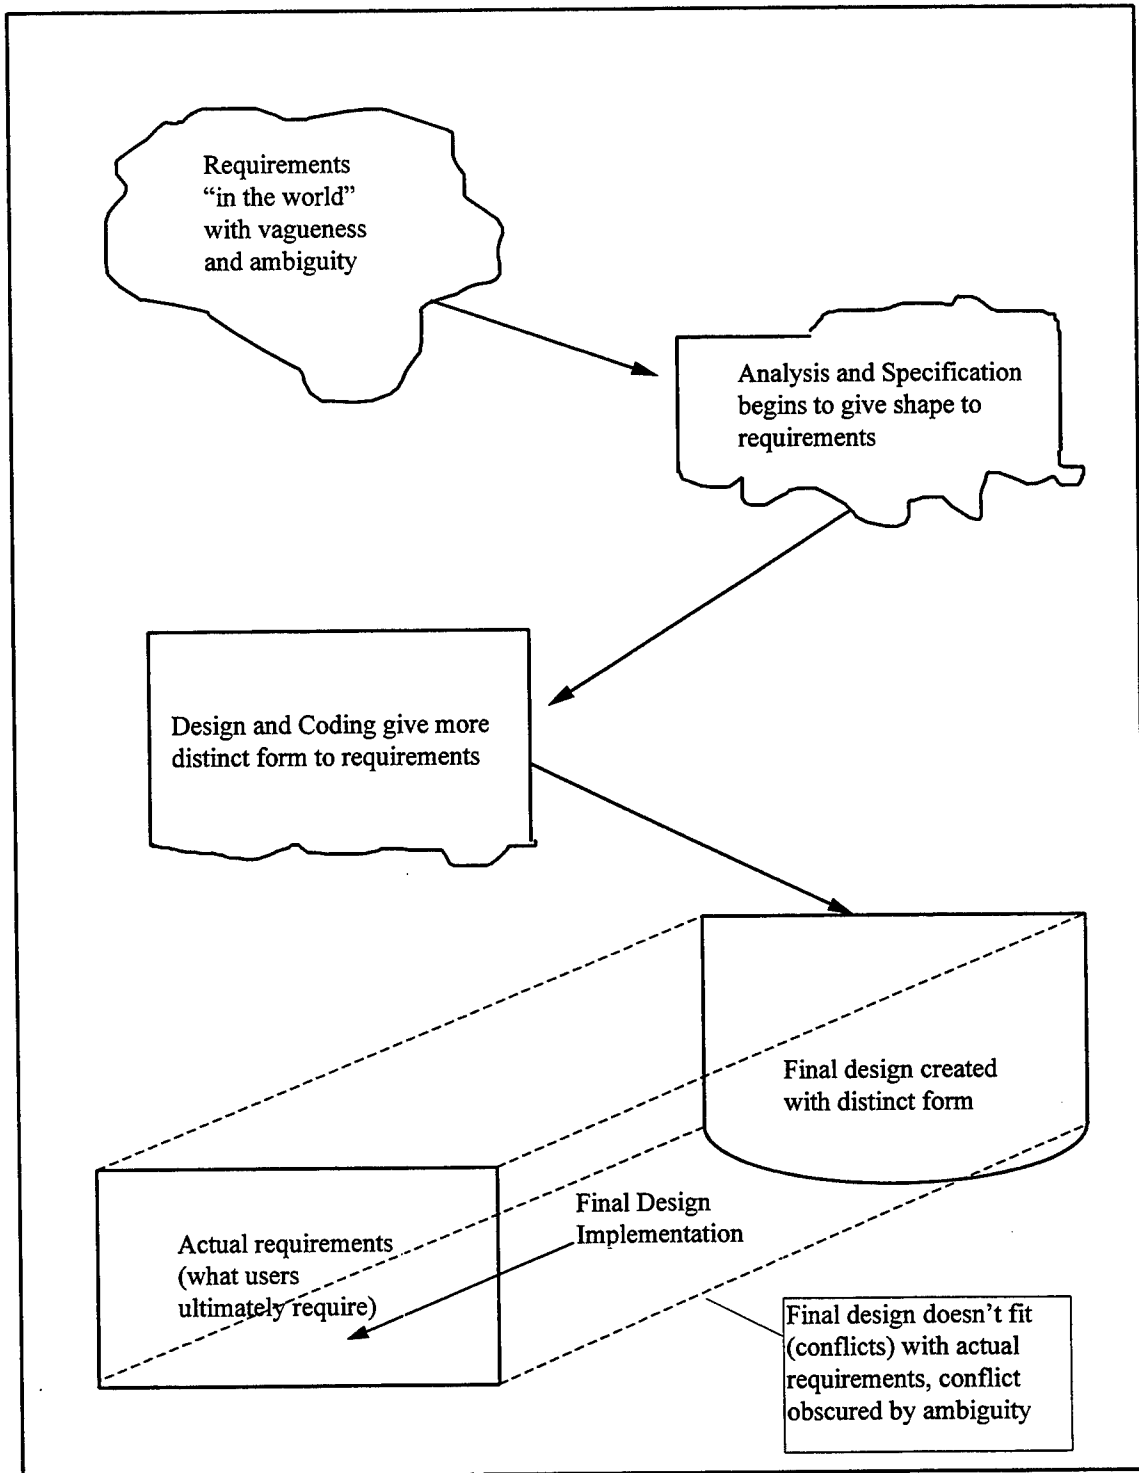 Requirements
“in the world”
with vagueness
and ambiguity
Analysis and Specification
begins to give shape to
requirements
Design and Coding give more
distinct form to requirements
Final design created
with distinct form
Final Design
Implementation
Actual requirements
(what users
ultimately require)
Final design doesn’t fit
(conflicts) with actual
requirements, conflict
obscured by ambiguity